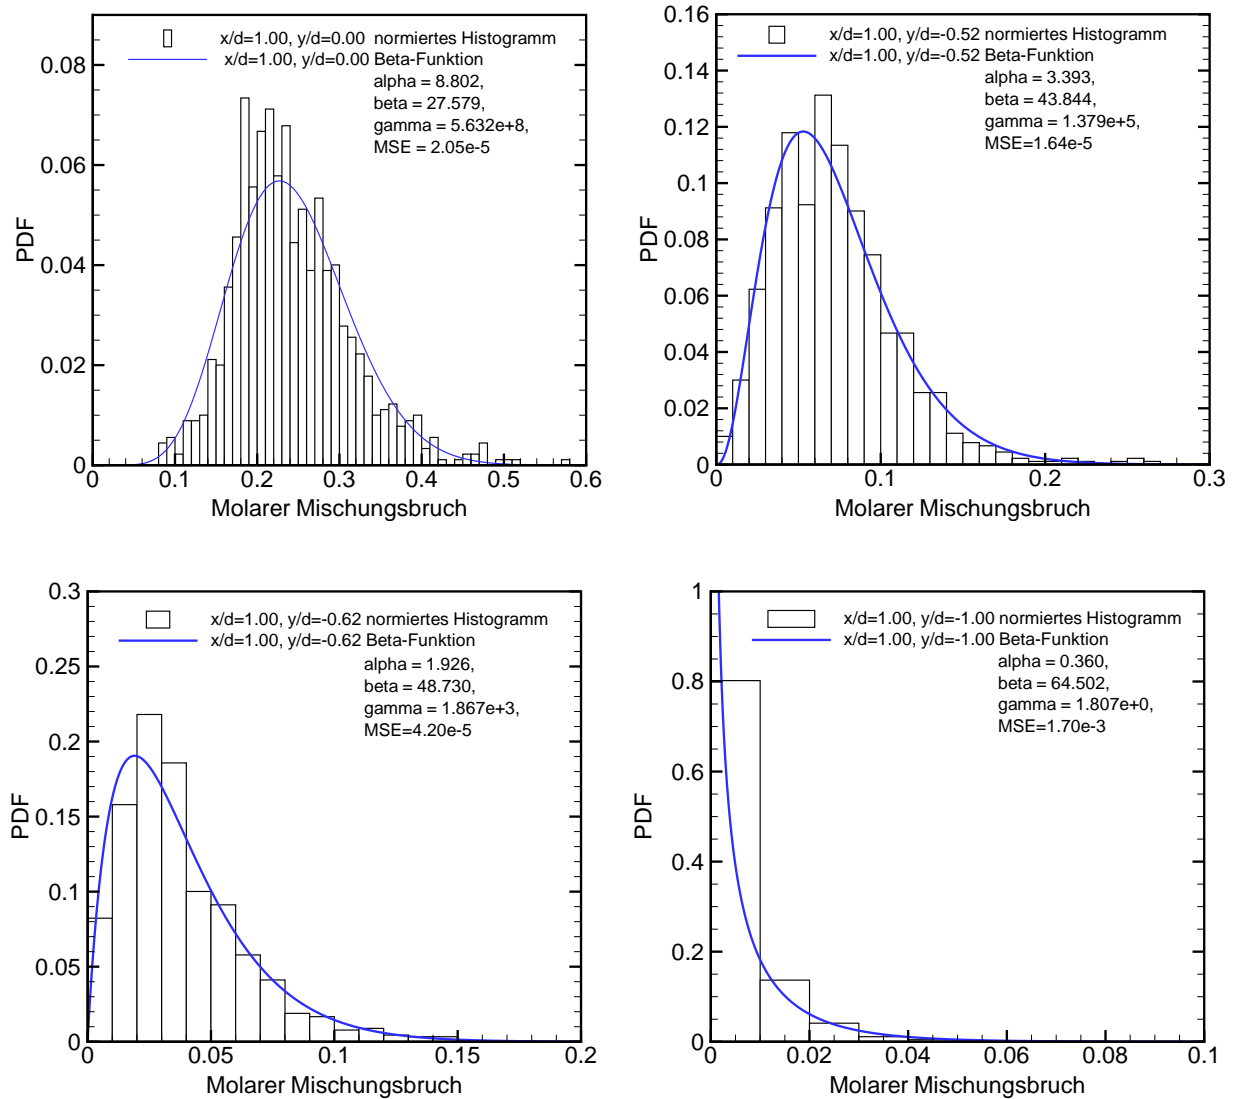 x/d=1.00, y/d=0.00 normiertes Histogramm
x/d=1.00, y/d=0.00 Beta-Funktion
alpha = 8.802,
beta = 27.579,
gamma = 5.632e+8,
MSE = 2.05e-5
0.08
0.06
0.04
0.02
0
PDF
0 0.1 0.2 0.3 0.4 0.5 0.6
Molarer Mischungsbruch
x/d=1.00, y/d=-0.52 normiertes Histogramm
x/d=1.00, y/d=-0.52 Beta-Funktion
alpha = 3.393,
beta = 43.844,
gamma = 1.379e+5,
MSE=1.64e-5
0.16
0.14
0.12
0.1
0.08
0.06
0.04
0.02
0
PDF
0 0.1 0.2 0.3
Molarer Mischungsbruch
x/d=1.00, y/d=-0.62 normiertes Histogramm
x/d=1.00, y/d=-0.62 Beta-Funktion
alpha = 1.926,
beta = 48.730,
gamma = 1.867e+3,
MSE=4.20e-5
0.3
0.25
0.2
0.15
0.1
0.05
0
PDF
0 0.05 0.1 0.15 0.2
Molarer Mischungsbruch
x/d=1.00, y/d=-1.00 normiertes Histogramm
x/d=1.00, y/d=-1.00 Beta-Funktion
alpha = 0.360,
beta = 64.502,
gamma = 1.807e+0,
MSE=1.70e-3
1
0.8
0.6
0.4
0.2
0
PDF
0 0.02 0.04 0.06 0.08 0.1
Molarer Mischungsbruch